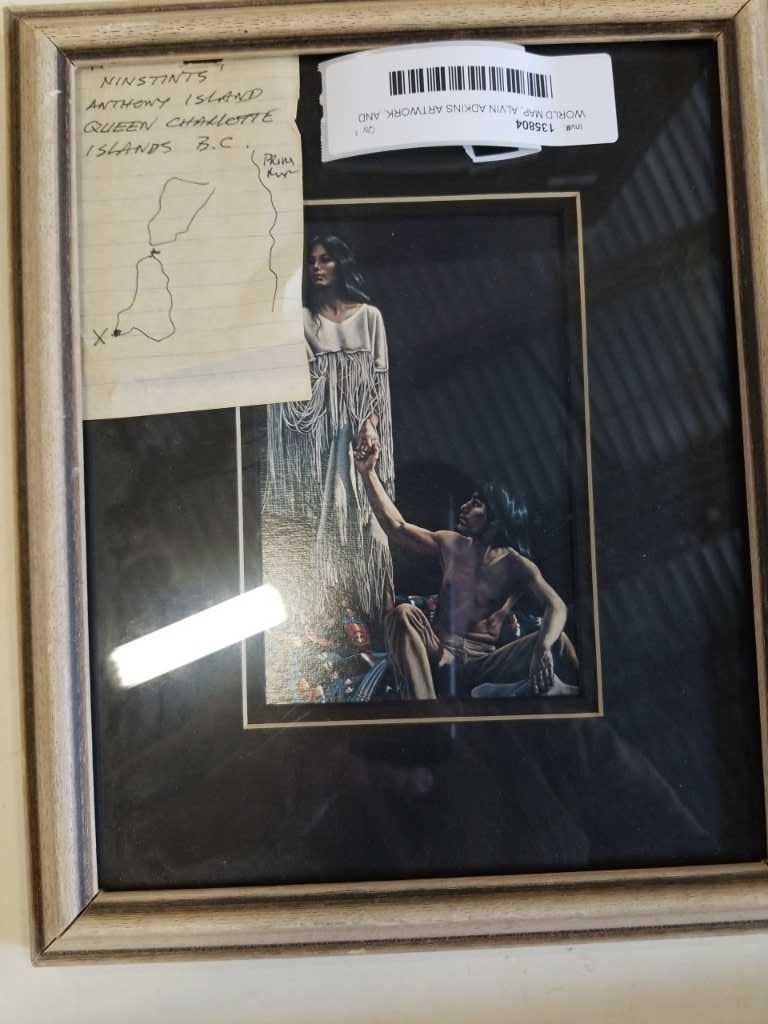 "NINSTINTS"
ANTHONY ISLAND
QUEEN CHARLOTTE
ISLANDS B.C.
X
Inv#: 135804 Qty 1
WORLD MAP, ALVIN ADKINS ARTWORK, AND